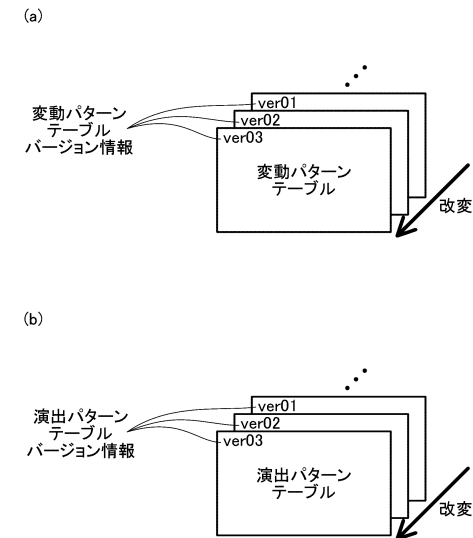 (a)
ver01
ver02
ver03
変動パターン
テーブル
バージョン情報
変動パターン
テーブル
改変
(b)
ver01
ver02
ver03
演出パターン
テーブル
バージョン情報
演出パターン
テーブル
改変